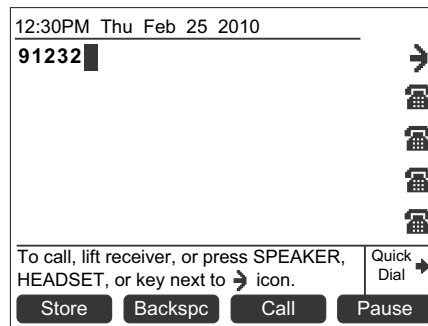 12:30PM Thu Feb 25 2010
91232
To call, lift receiver, or press SPEAKER,
HEADSET, or key next to icon.
Quick
Dial
Store Backspc Call Pause